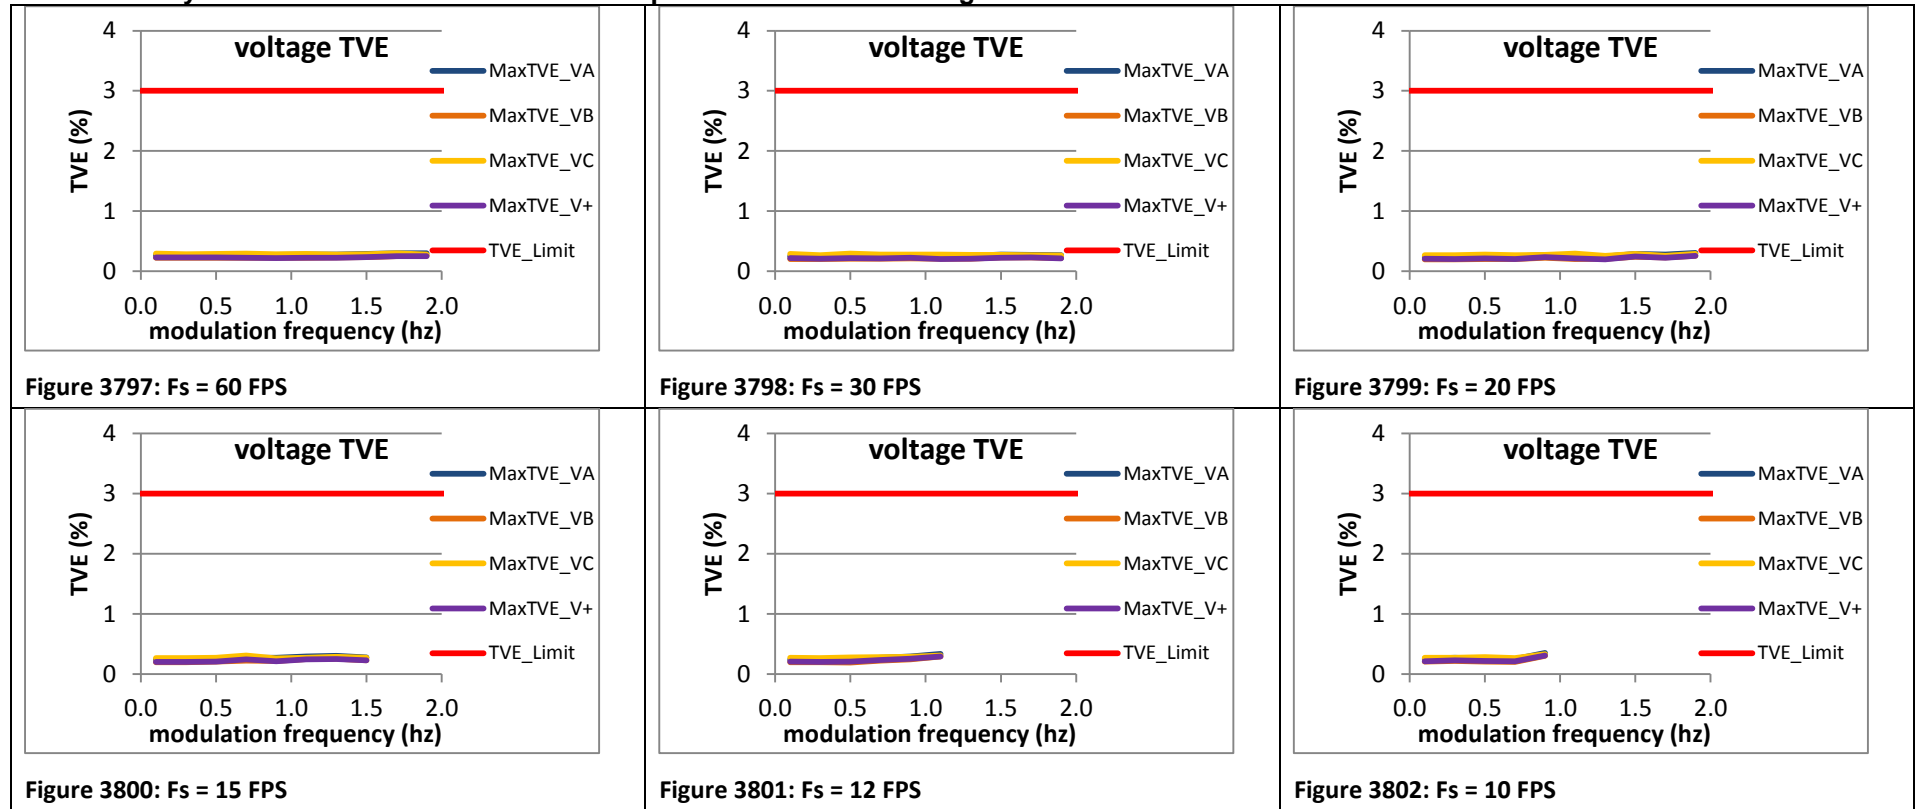 voltage TVE
4
3
2
1
0
TVE (%)
MaxTVE_VA
MaxTVE_VB
MaxTVE_VC
MaxTVE_V+
TVE_Limit
0.0 0.5 1.0 1.5 2.0
modulation frequency (hz)
Figure 3797: Fs = 60 FPS
voltage TVE
4
3
2
1
0
TVE (%)
MaxTVE_VA
MaxTVE_VB
MaxTVE_VC
MaxTVE_V+
TVE_Limit
0.0 0.5 1.0 1.5 2.0
modulation frequency (hz)
Figure 3798: Fs = 30 FPS
voltage TVE
4
3
2
1
0
TVE (%)
MaxTVE_VA
MaxTVE_VB
MaxTVE_VC
MaxTVE_V+
TVE_Limit
0.0 0.5 1.0 1.5 2.0
modulation frequency (hz)
Figure 3799: Fs = 20 FPS
voltage TVE
4
3
2
1
0
TVE (%)
MaxTVE_VA
MaxTVE_VB
MaxTVE_VC
MaxTVE_V+
TVE_Limit
0.0 0.5 1.0 1.5 2.0
modulation frequency (hz)
Figure 3800: Fs = 15 FPS
voltage TVE
4
3
2
1
0
TVE (%)
MaxTVE_VA
MaxTVE_VB
MaxTVE_VC
MaxTVE_V+
TVE_Limit
0.0 0.5 1.0 1.5 2.0
modulation frequency (hz)
Figure 3801: Fs = 12 FPS
voltage TVE
4
3
2
1
0
TVE (%)
MaxTVE_VA
MaxTVE_VB
MaxTVE_VC
MaxTVE_V+
TVE_Limit
0.0 0.5 1.0 1.5 2.0
modulation frequency (hz)
Figure 3802: Fs = 10 FPS